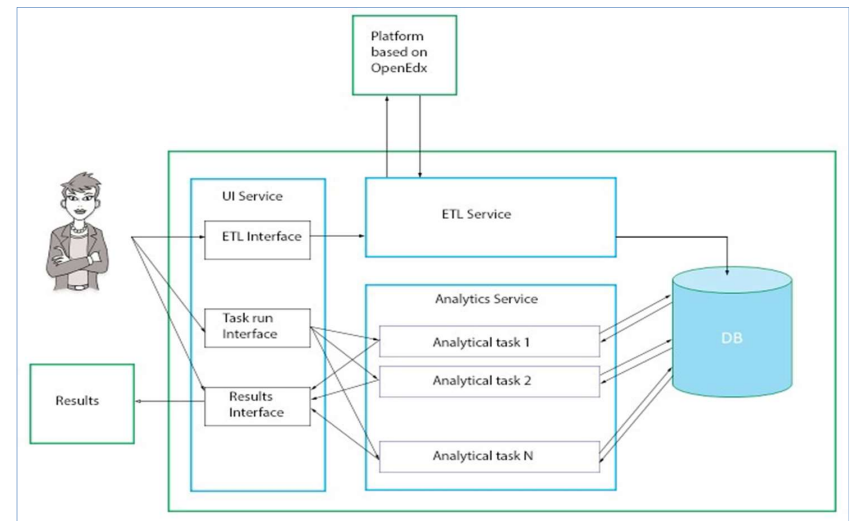 Platform
based on
OpenEdx
UI Service
ETL Interface
ETL Service
Task run
Interface
Results
Interface
Analytics Service
Analytical task 1
Analytical task 2
Analytical task N
DB
Results